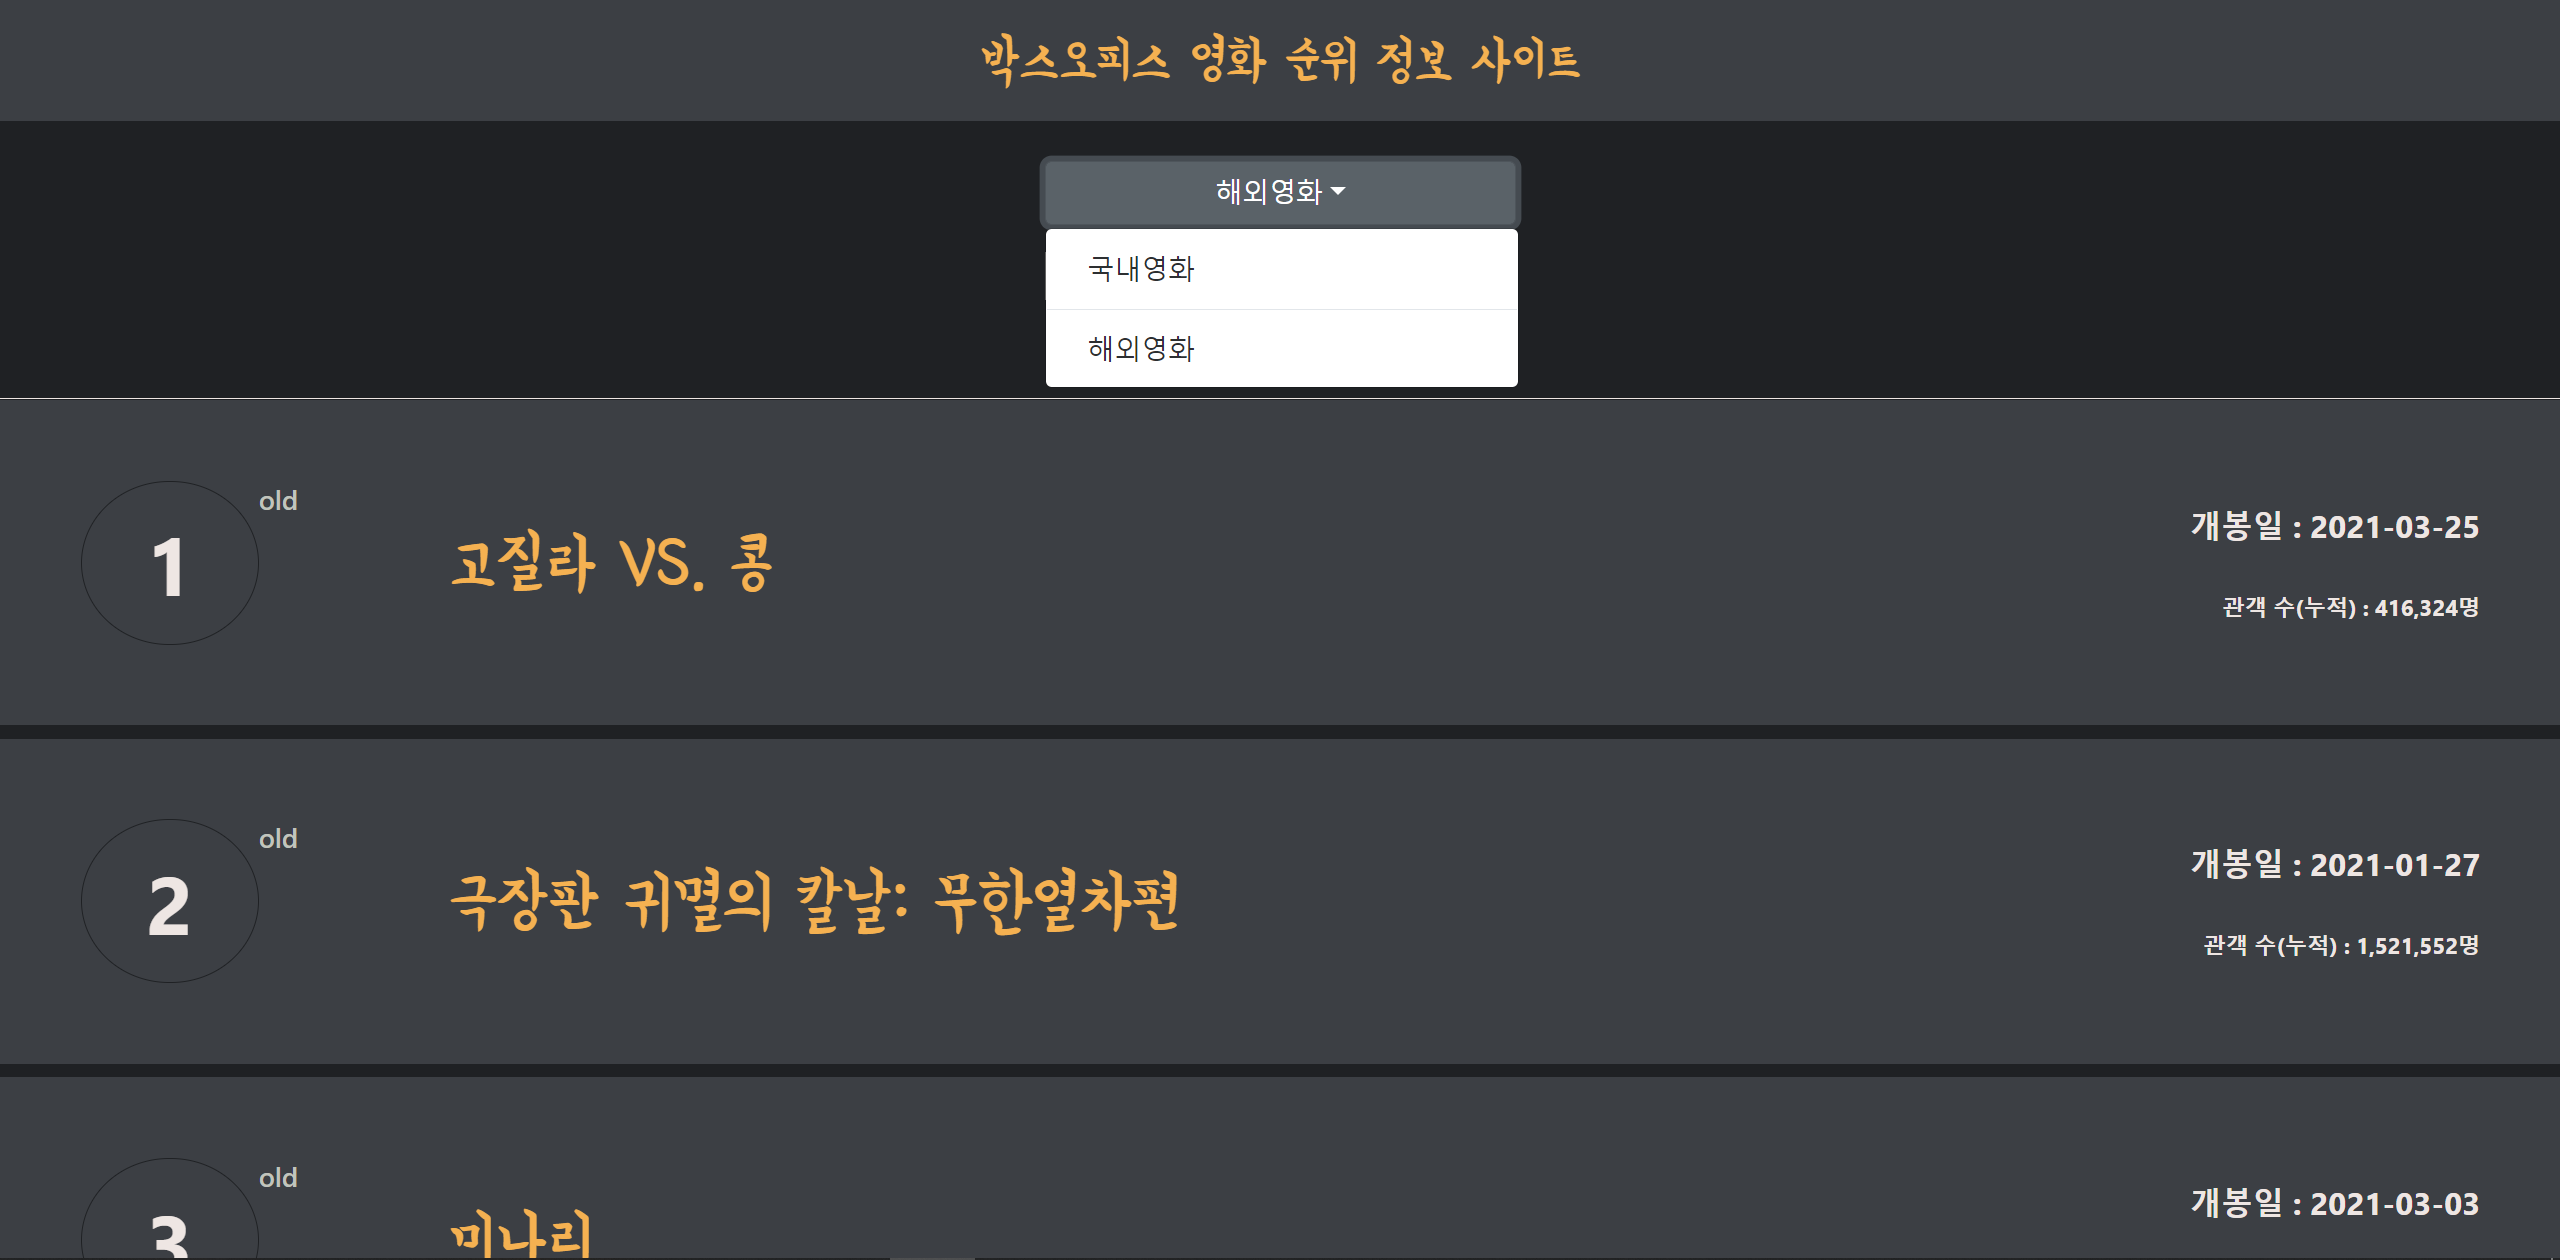 박스오피스 영화 순위 정보 사이트
해외영화
국내영화
해외영화
1
old
고질라 VS. 콩
개봉일 : 2021-03-25
관객 수(누적) : 416,324명
2
old
극장판 귀멸의 칼날: 무한열차편
개봉일 : 2021-01-27
관객 수(누적) : 1,521,552명
3
old
미나리
개봉일 : 2021-03-03